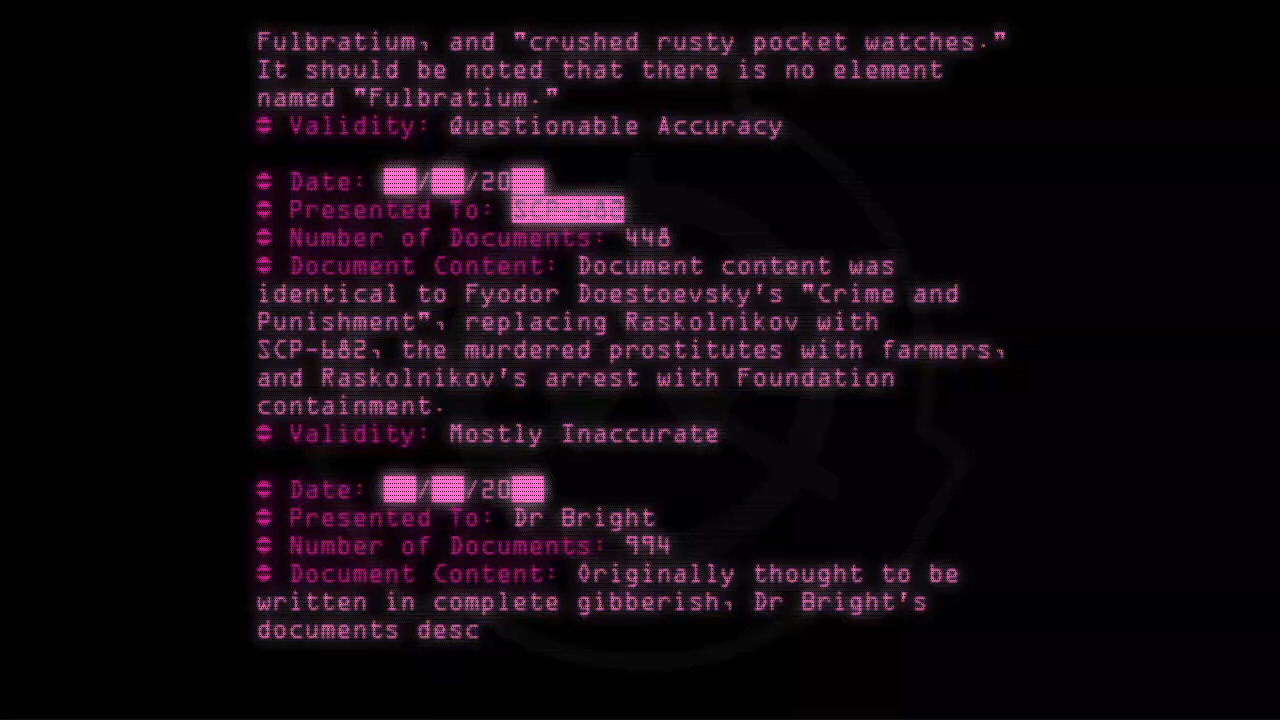 Fulbratium, and "crushed rusty pocket watches."
It should be noted that there is no element
named "Fulbratium."
Validity: Questionable Accuracy
Date: ██/██/20██
Presented To: SCP-682
Number of Documents: 448
Document Content: Document content was
identical to Fyodor Doestoevsky's "Crime and
Punishment", replacing Raskolnikov with
SCP-682, the murdered prostitutes with farmers,
and Raskolnikov's arrest with Foundation
containment.
Validity: Mostly Inaccurate
Date: ██/██/20██
Presented To: Dr Bright
Number of Documents: 994
Document Content: Originally thought to be
written in complete gibberish, Dr Bright's
documents desc